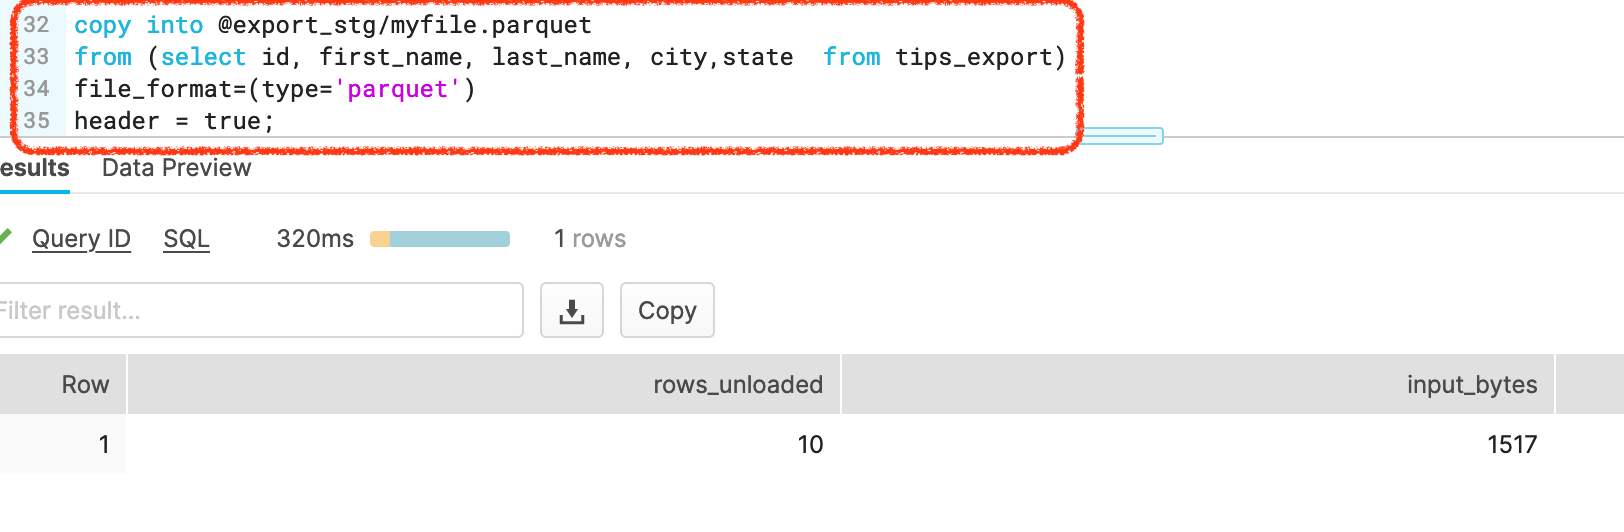 32 copy into @export_stg/myfile.parquet
33 from (select id, first_name, last_name, city,state  from tips_export)
34 file_format=(type='parquet')
35 header = true;
esults Data Preview
Query ID SQL 320ms 1 rows
Filter result... Copy
Row rows_unloaded input_bytes
1 10 1517